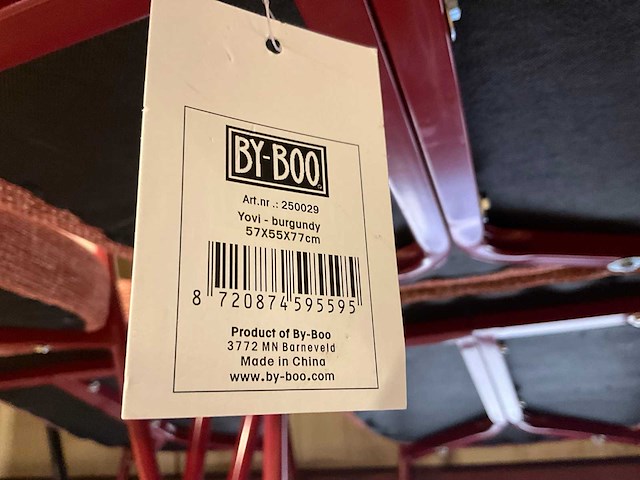 BY-BOO
Art.nr .: 250029
Yovi - burgundy
57X55X77cm
8 720874 595595
Product of By-Boo
3772 MN Barneveld
Made in China
www.by-boo.com